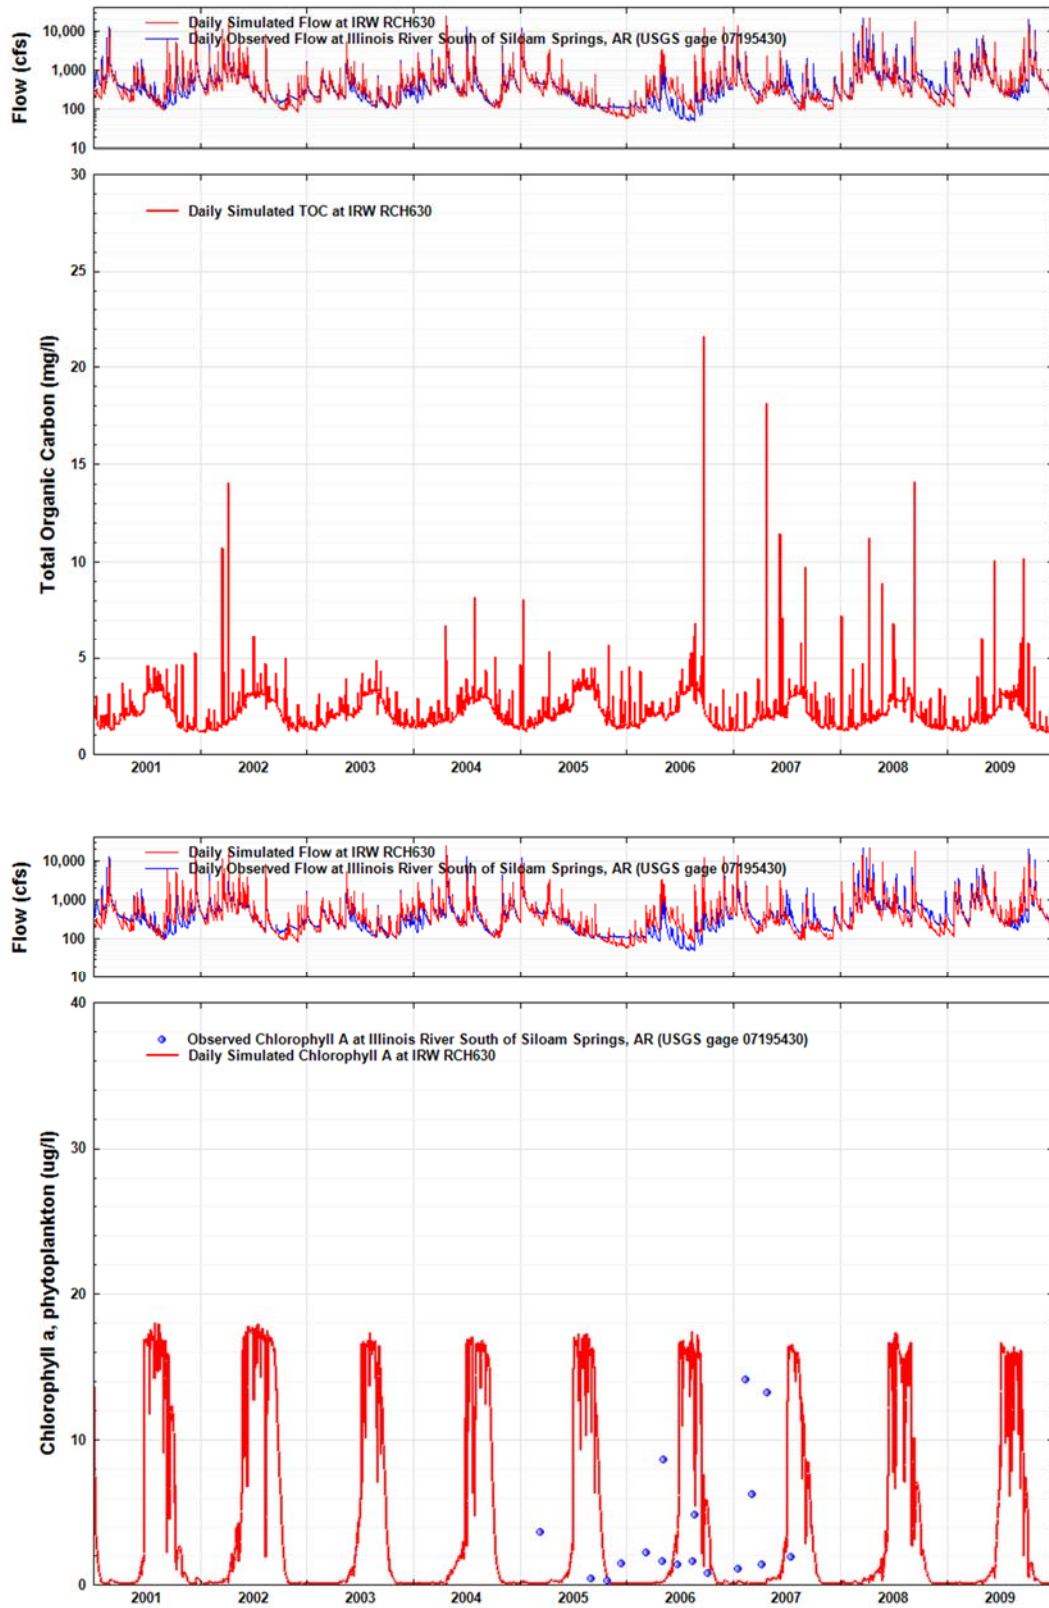 Daily Simulated Flow at IRW RCH630
Daily Observed Flow at Illinois River South of Siloam Springs, AR (USGS gage 07195430)
Flow (cfs)
10,000
1,000
100
10
Daily Simulated TOC at IRW RCH630
Total Organic Carbon (mg/l)
30
25
20
15
10
5
0
2001 2002 2003 2004 2005 2006 2007 2008 2009
Daily Simulated Flow at IRW RCH630
Daily Observed Flow at Illinois River South of Siloam Springs, AR (USGS gage 07195430)
Flow (cfs)
10,000
1,000
100
10
Observed Chlorophyll A at Illinois River South of Siloam Springs, AR (USGS gage 07195430)
Daily Simulated Chlorophyll A at IRW RCH630
Chlorophyll a, phytoplankton (ug/l)
40
30
20
10
0
2001 2002 2003 2004 2005 2006 2007 2008 2009